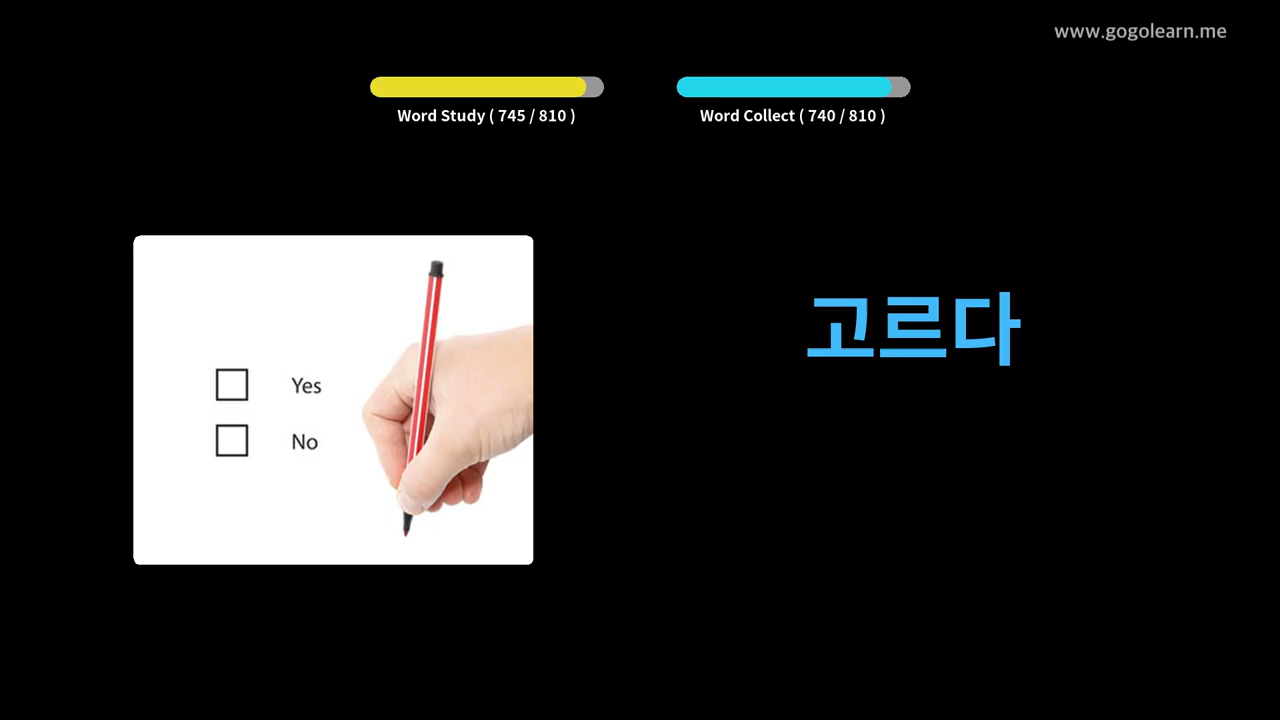 www.gogolearn.me
Word Study ( 745 / 810 )
Word Collect ( 740 / 810 )
고르다
Yes
No